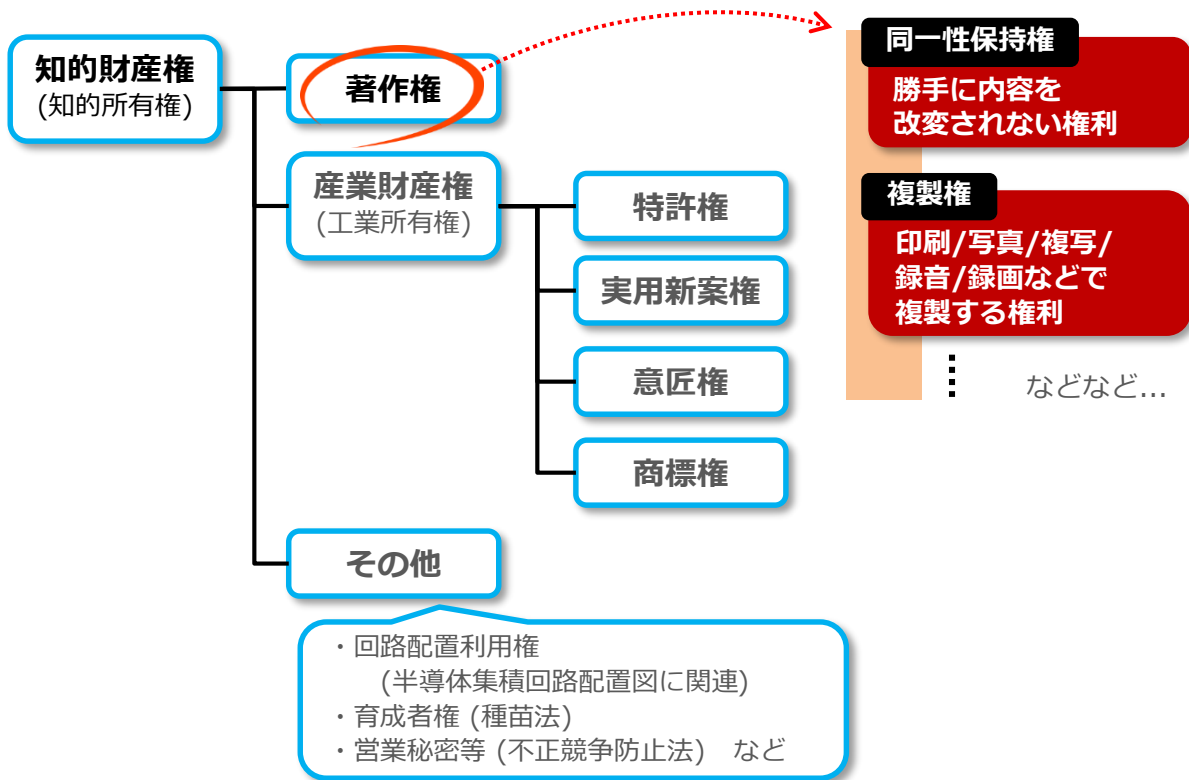 知的財産権
(知的所有権)
著作権
産業財産権
(工業所有権)
特許権
実用新案権
意匠権
商標権
その他
・回路配置利用権
(半導体集積回路配置図に関連)
・育成者権 (種苗法)
・営業秘密等 (不正競争防止法)　など
同一性保持権
勝手に内容を
改変されない権利
複製権
印刷/写真/複写/
録音/録画などで
複製する権利
などなど...